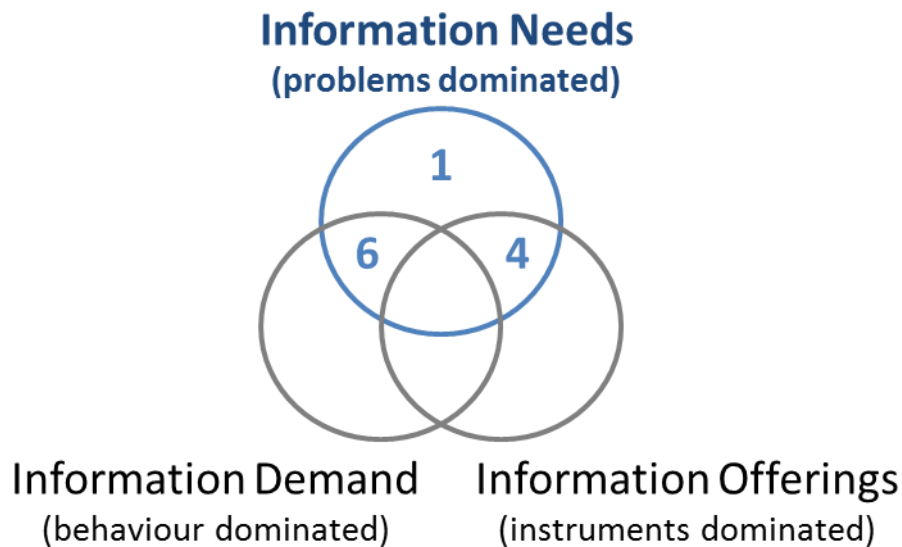 Information Needs
(problems dominated)
1
6 4
Information Demand
(behaviour dominated)
Information Offerings
(instruments dominated)